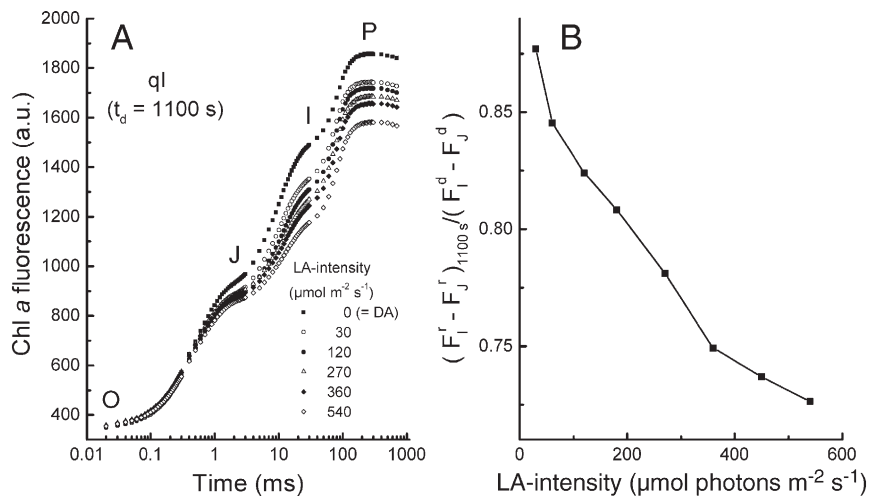 A
qI
(t_d = 1100 s)
O
J
I
P
Chl a fluorescence (a.u.)
2000
1800
1600
1400
1200
1000
800
600
400
LA-intensity
(μmol m⁻² s⁻¹)
0 (= DA)
30
120
270
360
540
0.01 0.1 1 10 100 1000
Time (ms)
B
(F_I^r - F_J^r)_1100 s/(F_I^d - F_J^d)
0.85
0.80
0.75
0 200 400 600
LA-intensity (μmol photons m⁻² s⁻¹)